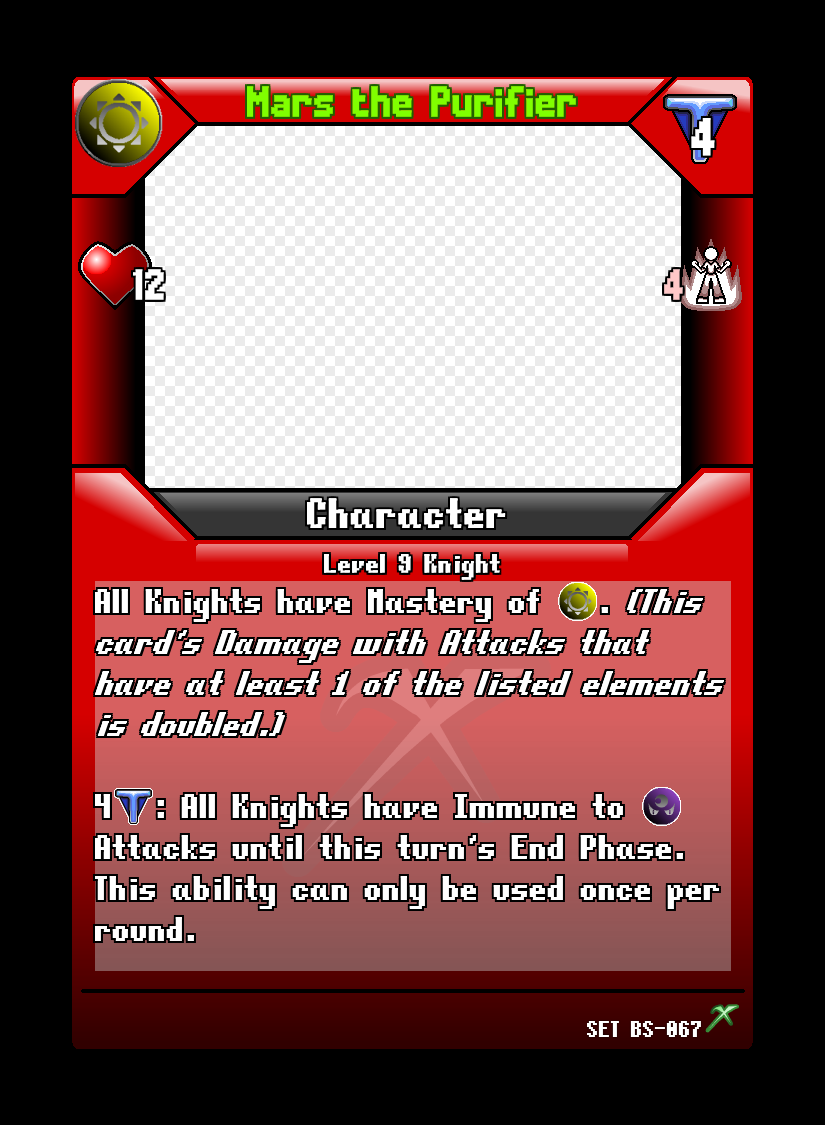 Mars the Purifier
4
12
4
Character
Level 9 Knight
All Knights have Mastery of . (This
card's Damage with Attacks that
have at least 1 of the listed elements
is doubled.)
4 : All Knights have Immune to
Attacks until this turn's End Phase.
This ability can only be used once per
round.
SET BS-067